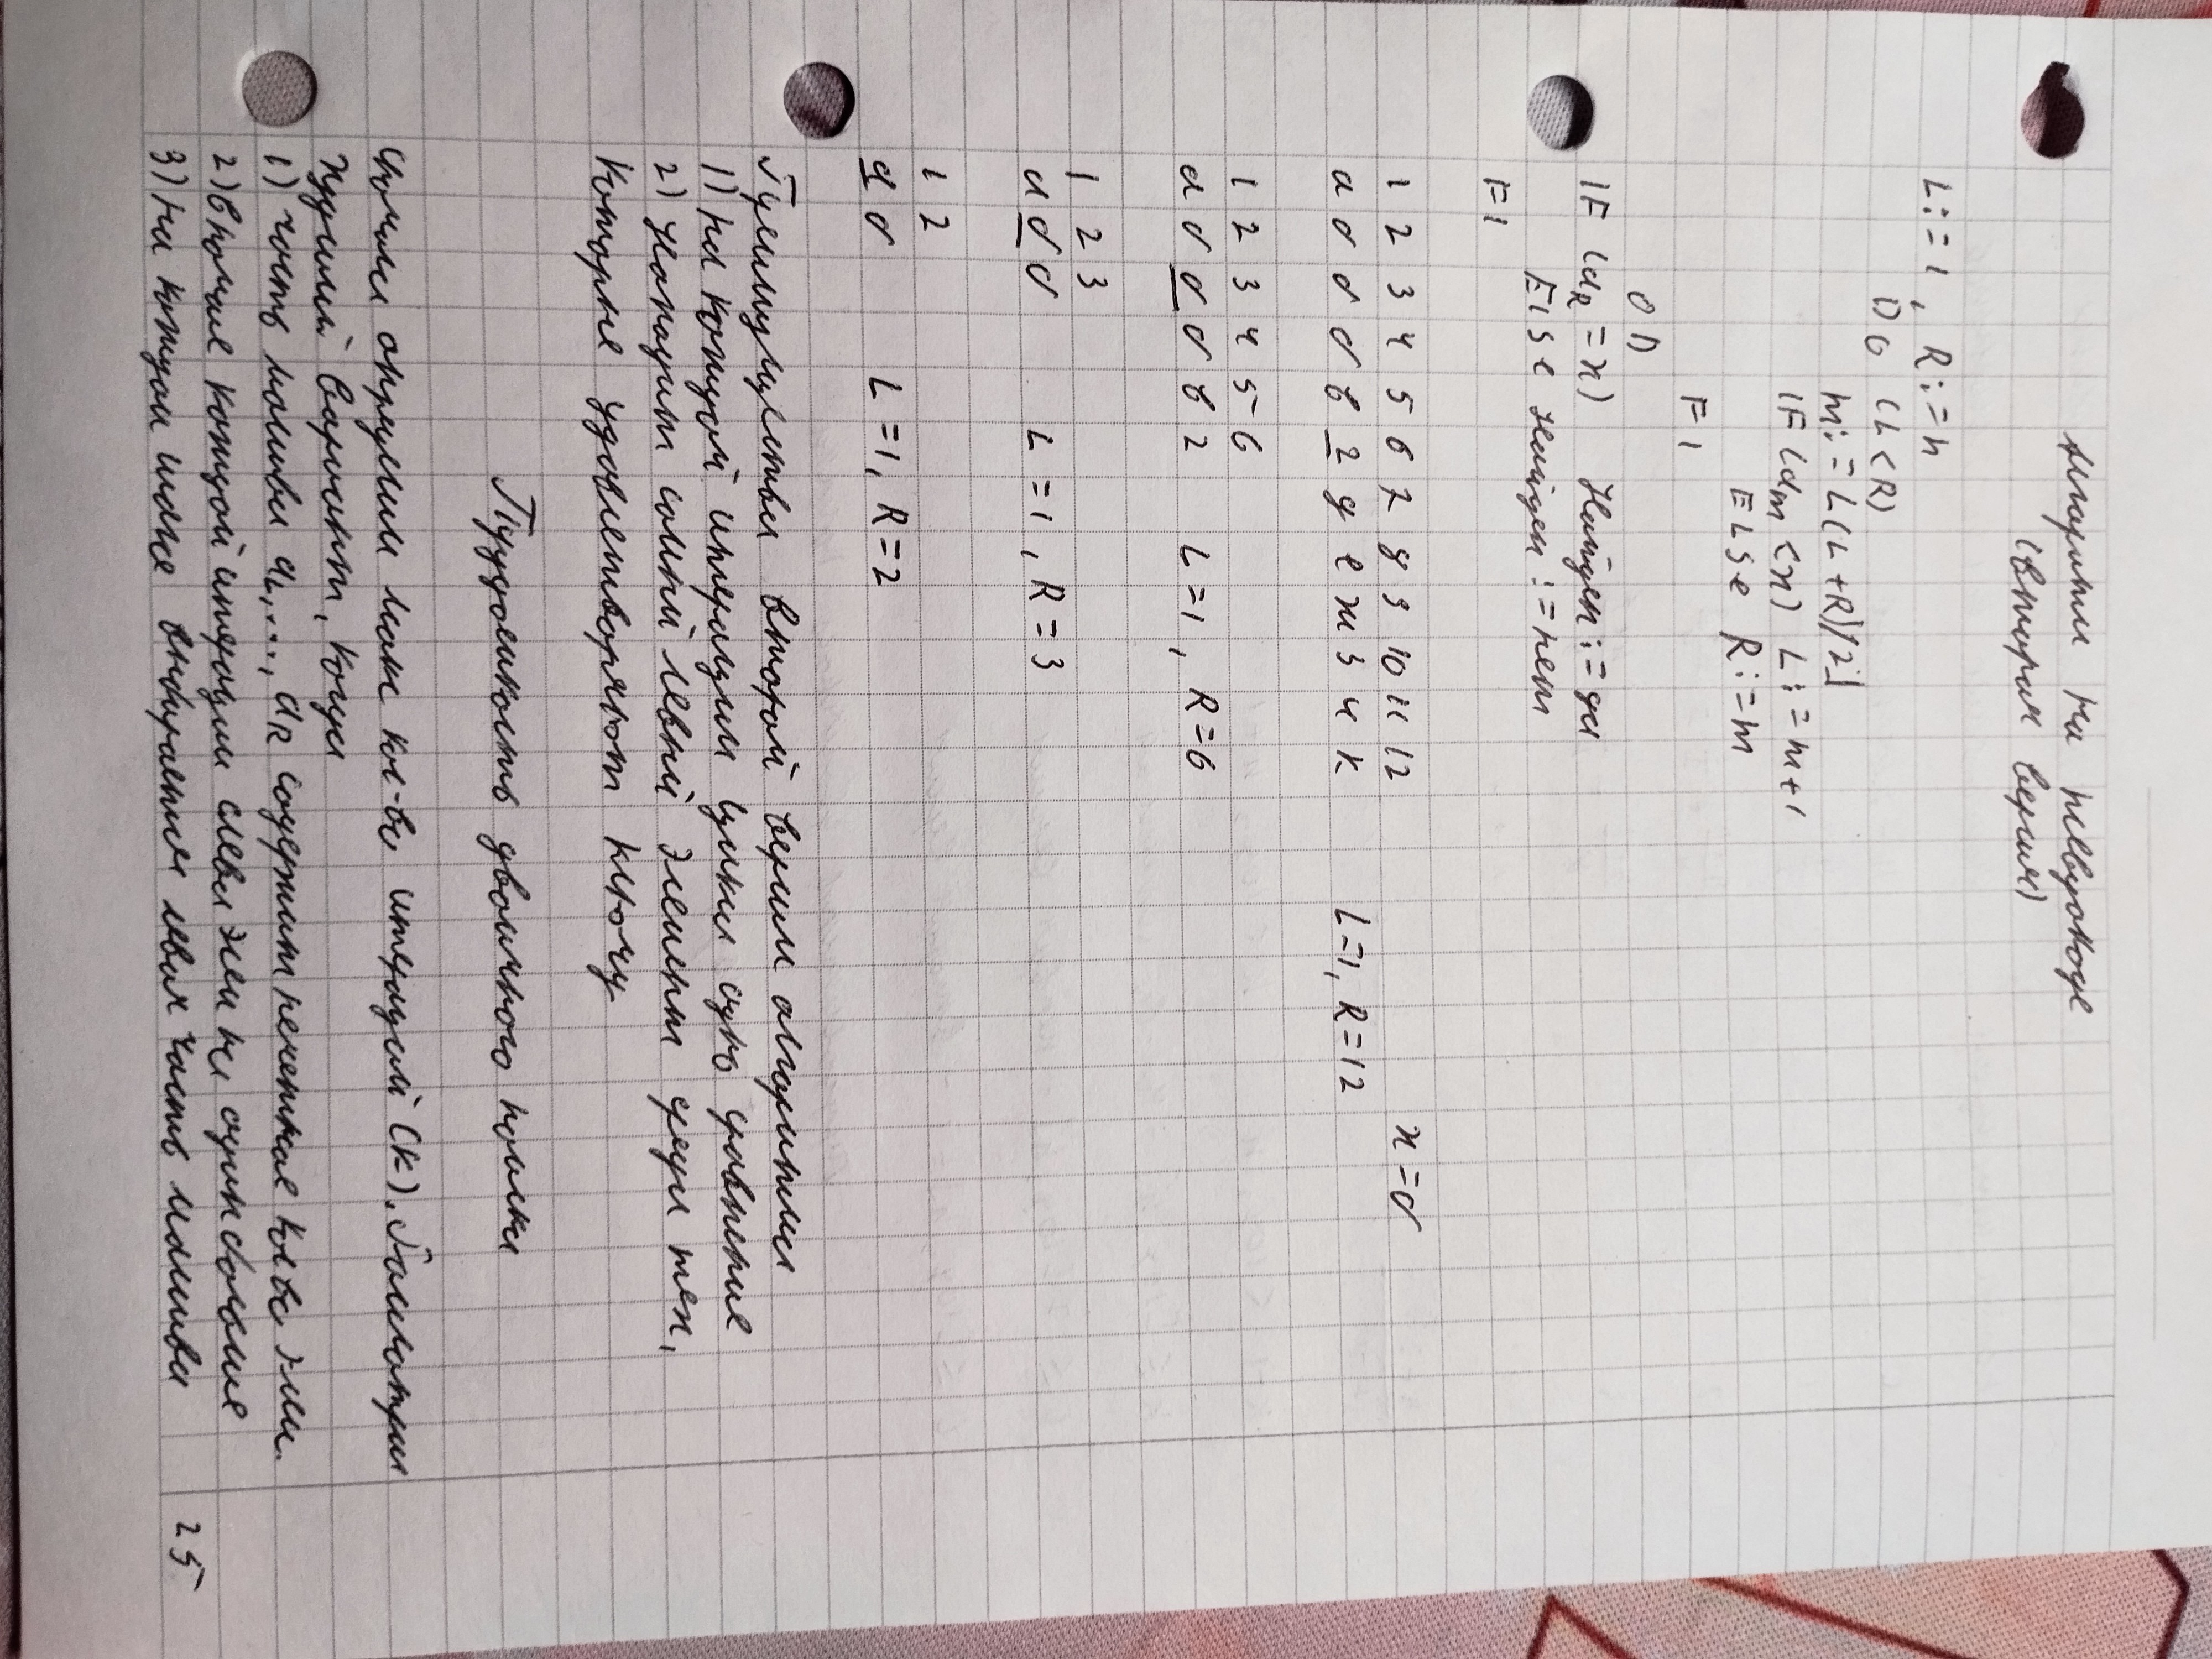 Алгоритм на псевдокоде
(вторая версия)
L:=1, R:=n
DO (L<R)
m:=⌊(L+R)/2⌋
IF (a_m<x) L:=m+1
ELSe R:=m
FI
OD
IF (a_R=x) Найден:=да
ElSe Найден:=нет
FI
1 2 3 4 5 6 7 8 9 10 11 12 x=б
а б б б в г д е ж з и к L=1, R=12
1 2 3 4 5 6
а б б б в г L=1, R=6
1 2 3
а б б L=1, R=3
1 2
а б L=1, R=2
Преимущества второй версии алгоритма
1) на каждой итерации цикла одно сравнение
2) находит самый левый элемент среди тех,
которые удовлетворяют ключу
Трудоемкость двоичного поиска
Сначала определим макс кол-во итераций (K). Рассмотрим
худший вариант, когда
1) часть массива a_L,..., a_R содержит нечетное кол-во элем.
2) в начале каждой итерации слева элем на один больше
3) на каждом шаге выбирается левая часть массива
25